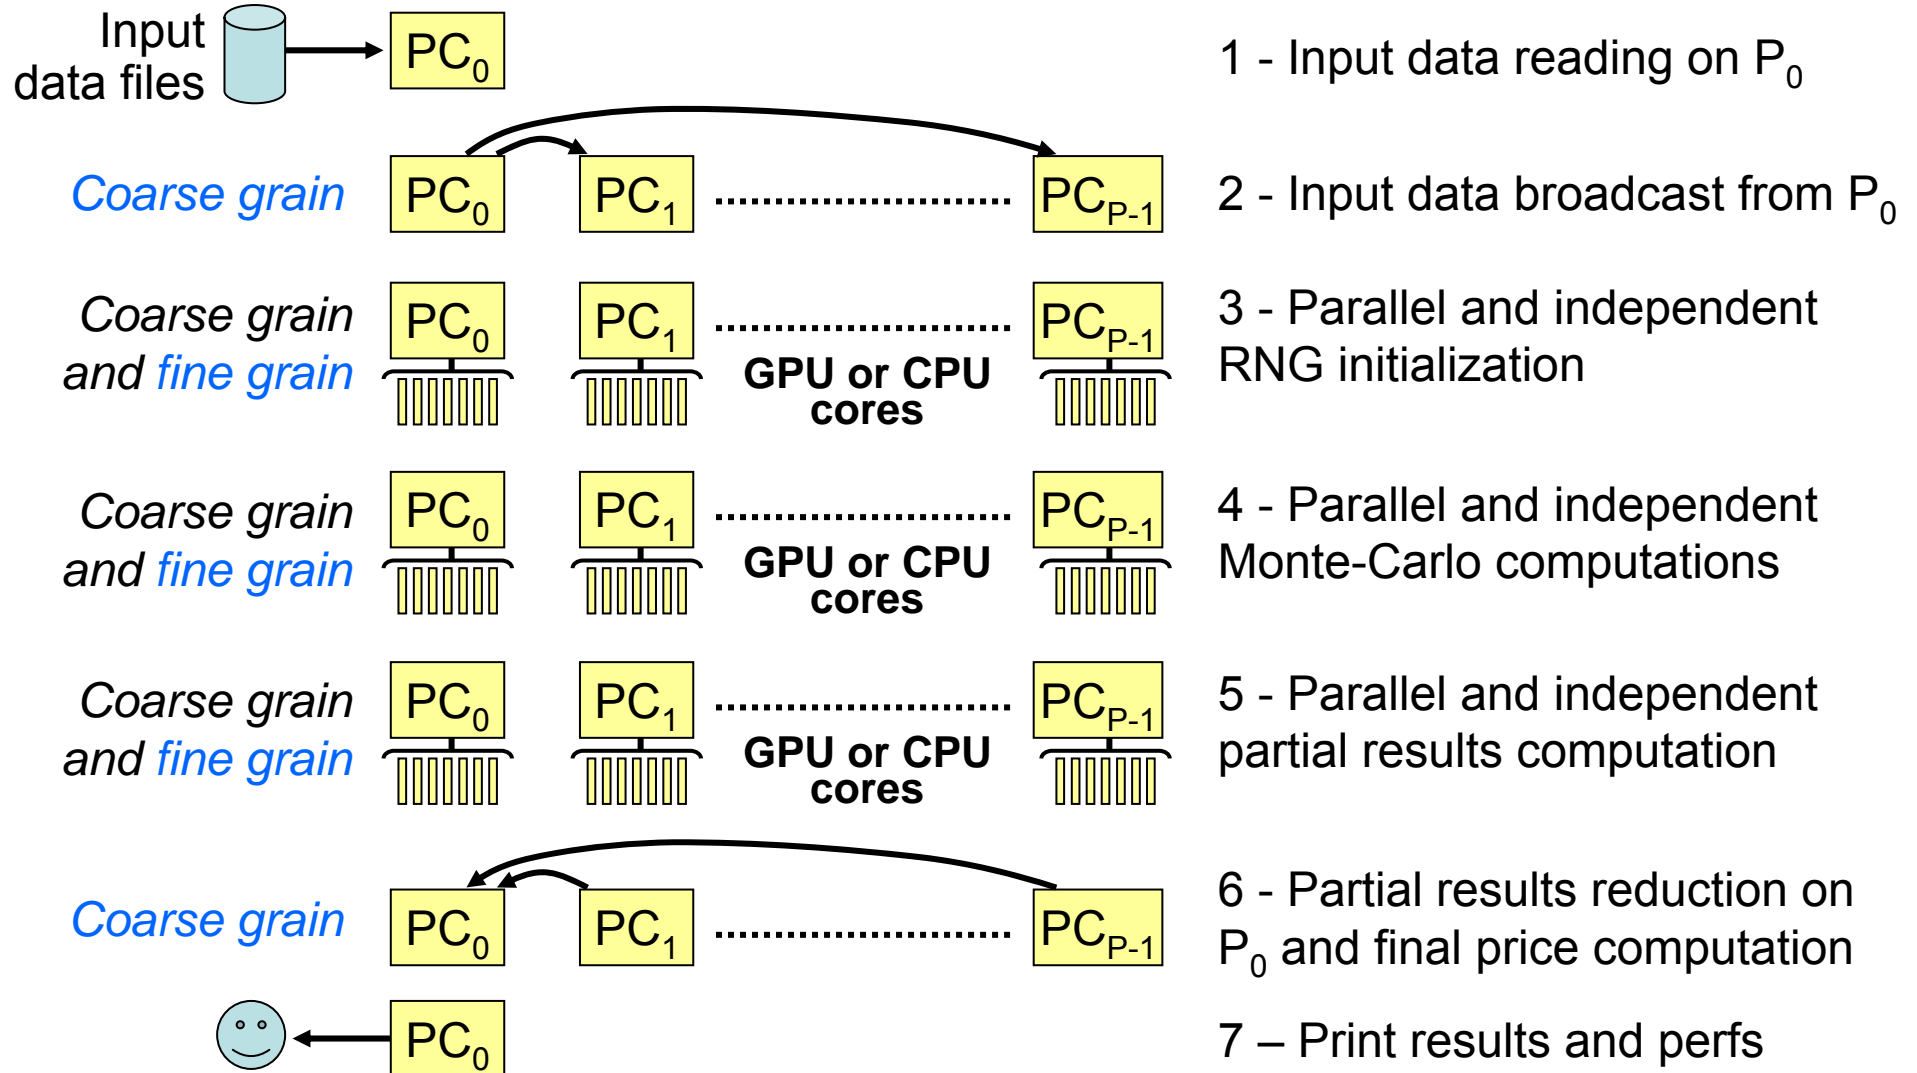 Input
data files
PC0
1 - Input data reading on P0
Coarse grain
PC0
PC1
PCP-1
2 - Input data broadcast from P0
Coarse grain
and fine grain
PC0
PC1
PCP-1
GPU or CPU
cores
3 - Parallel and independent
RNG initialization
Coarse grain
and fine grain
PC0
PC1
PCP-1
GPU or CPU
cores
4 - Parallel and independent
Monte-Carlo computations
Coarse grain
and fine grain
PC0
PC1
PCP-1
GPU or CPU
cores
5 - Parallel and independent
partial results computation
Coarse grain
PC0
PC1
PCP-1
6 - Partial results reduction on
P0 and final price computation
PC0
7 – Print results and perfs